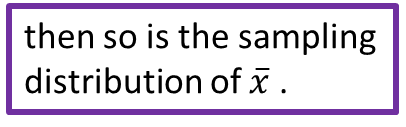 then so is the sampling
distribution of x̄ .